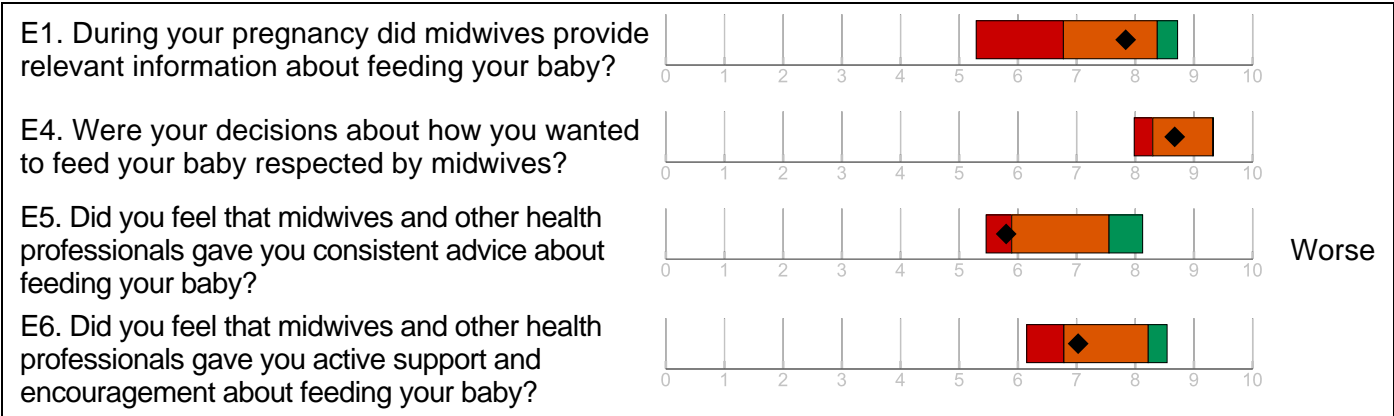 E1. During your pregnancy did midwives provide
relevant information about feeding your baby?
0 1 2 3 4 5 6 7 8 9 10
E4. Were your decisions about how you wanted
to feed your baby respected by midwives?
0 1 2 3 4 5 6 7 8 9 10
E5. Did you feel that midwives and other health
professionals gave you consistent advice about
feeding your baby?
0 1 2 3 4 5 6 7 8 9 10
Worse
E6. Did you feel that midwives and other health
professionals gave you active support and
encouragement about feeding your baby?
0 1 2 3 4 5 6 7 8 9 10